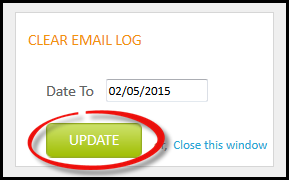 CLEAR EMAIL LOG
Date To 02/05/2015
UPDATE Close this window